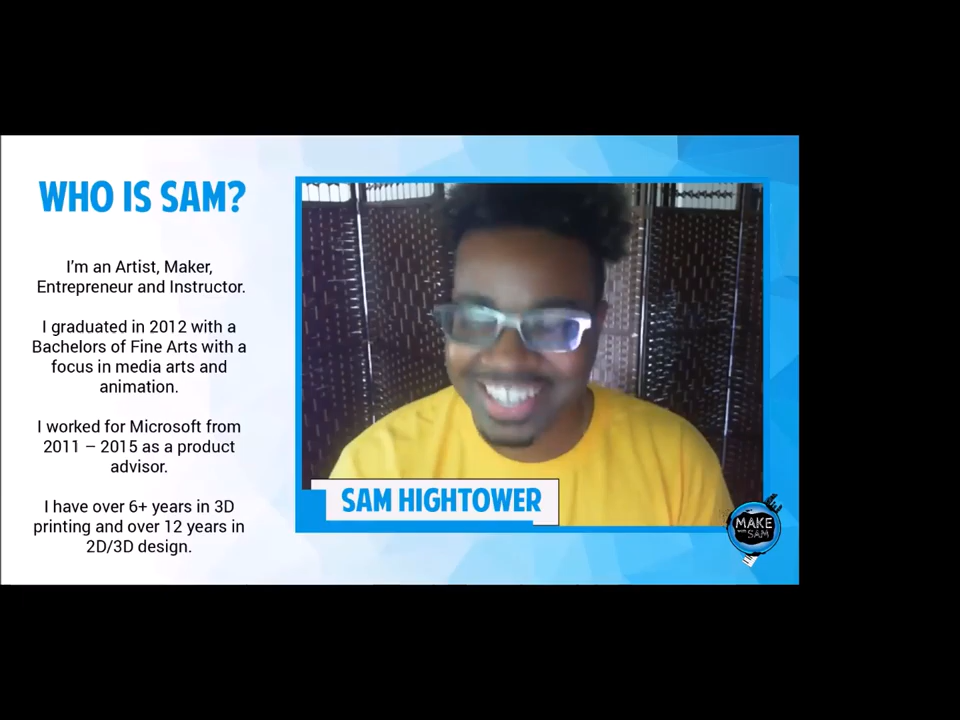 WHO IS SAM?
I'm an Artist, Maker,
Entrepreneur and Instructor.
I graduated in 2012 with a
Bachelors of Fine Arts with a
focus in media arts and
animation.
I worked for Microsoft from
2011 – 2015 as a product
advisor.
I have over 6+ years in 3D
printing and over 12 years in
2D/3D design.
SAM HIGHTOWER
MAKE
WITH
SAM